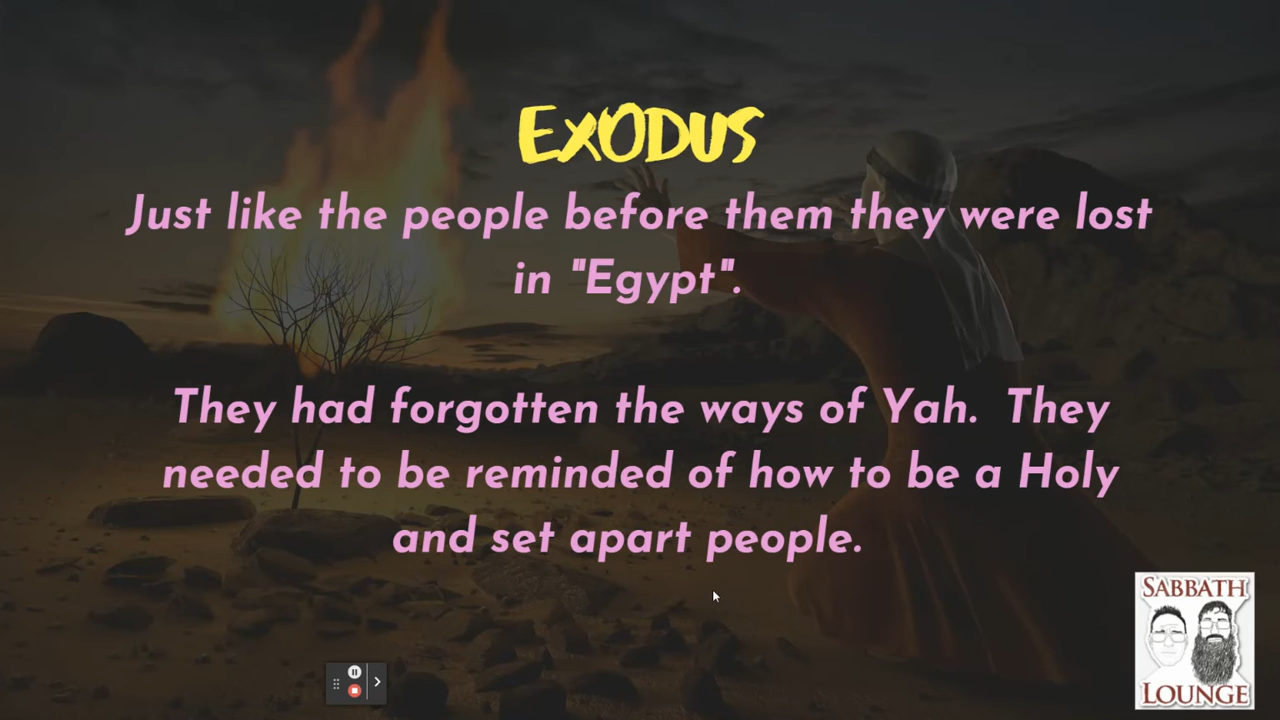 EXODUS
Just like the people before them they were lost
in "Egypt".
They had forgotten the ways of Yah. They
needed to be reminded of how to be a Holy
and set apart people.
SABBATH
LOUNGE